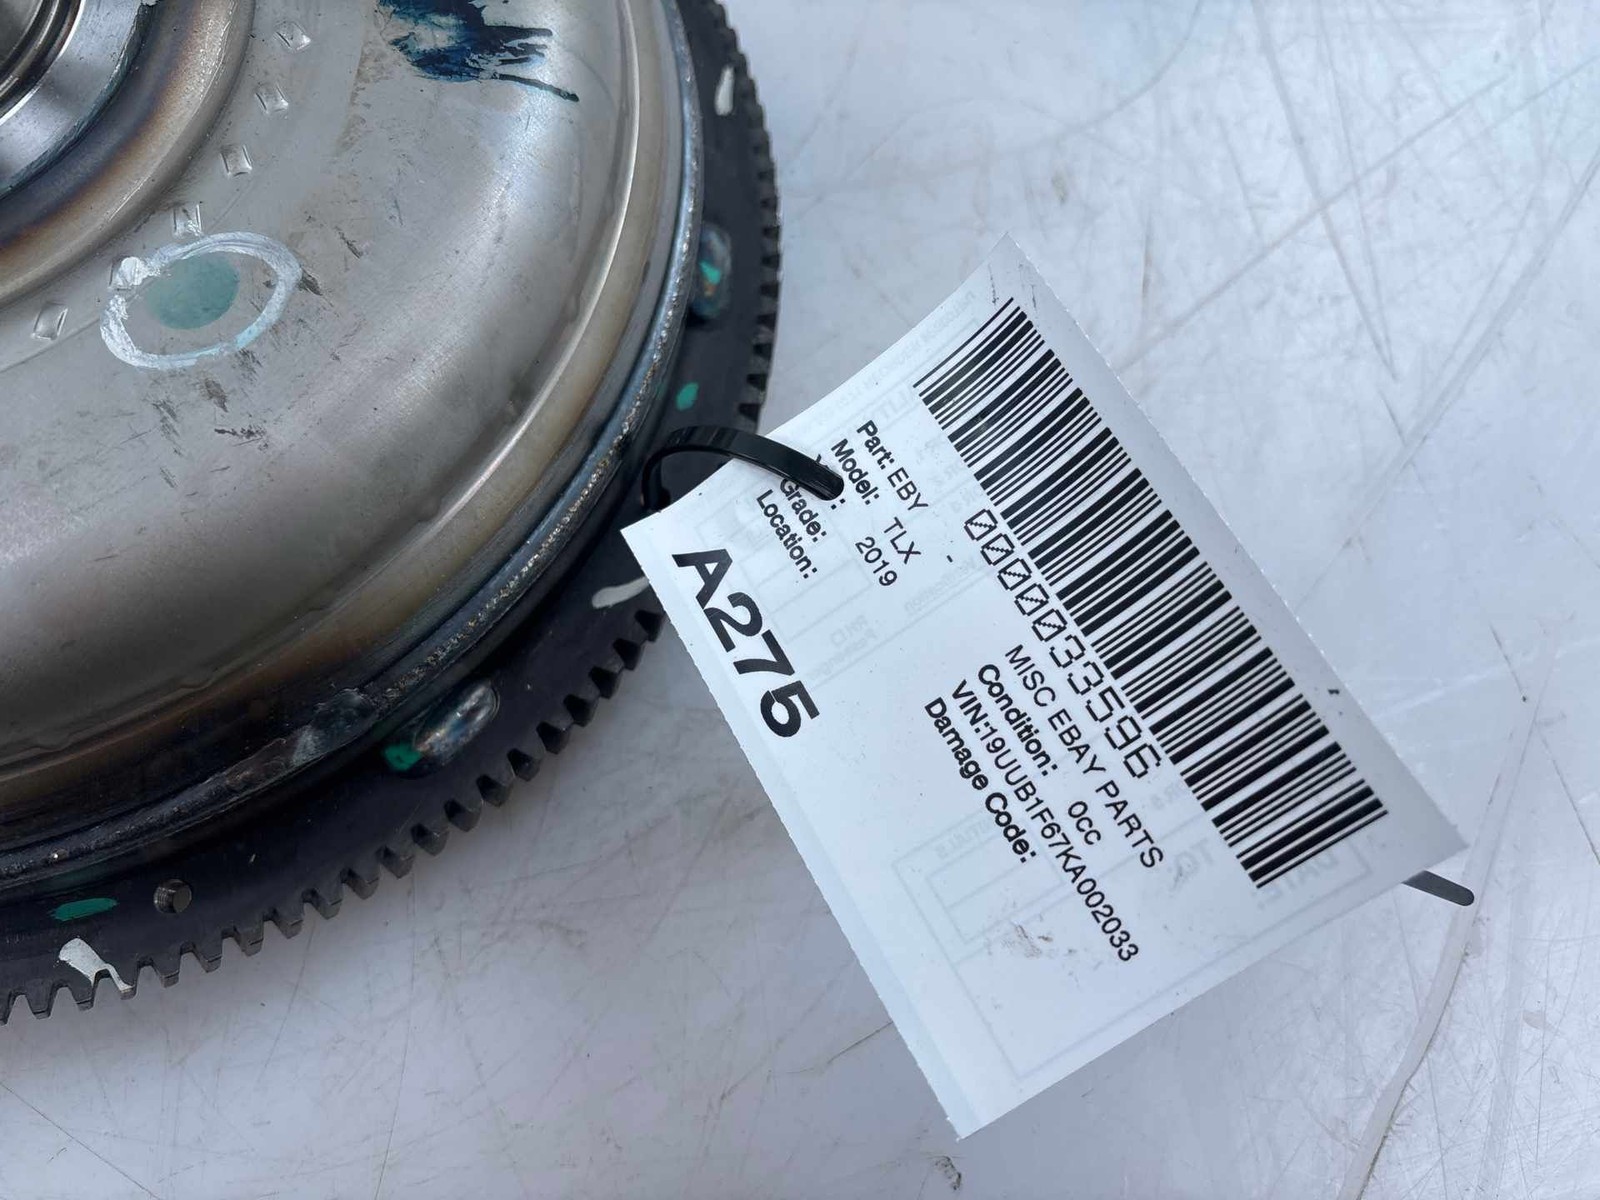 0000033596
Part: EBY - MISC EBAY PARTS
Model: TLX Condition: 0cc
2019 VIN:19UUB1F67KA002033
Grade: Damage Code:
Location:
A275